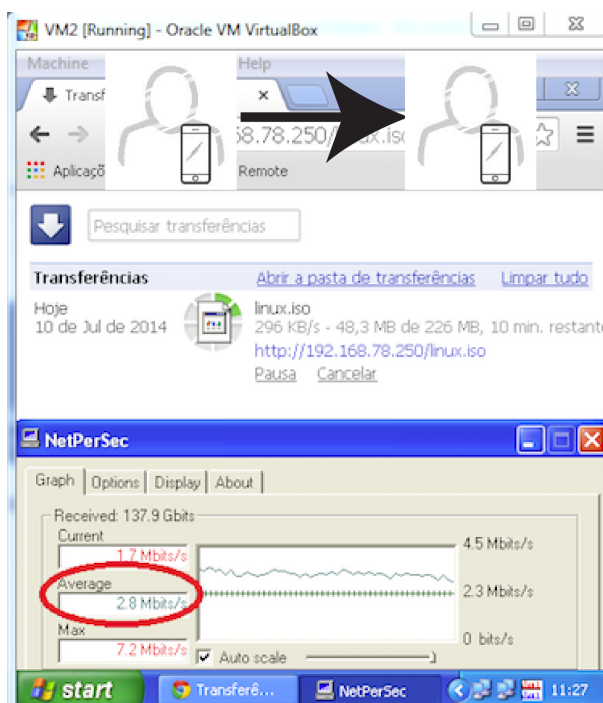 VM2 [Running] - Oracle VM VirtualBox
Machine Help
Transf
8.78.250/
Aplicaçõ Remote
Pesquisar transferências
Transferências Abrir a pasta de transferências Limpar tudo
Hoje linux.iso
10 de Jul de 2014 296 KB/s - 48,3 MB de 226 MB, 10 min. restante
http://192.168.78.250/linux.iso
Pausa Cancelar
NetPerSec
Graph Options Display About
Received: 137.9 Gbits
Current 4.5 Mbits/s
1.7 Mbits/s
Average 2.3 Mbits/s
2.8 Mbits/s
Max 0 bits/s
7.2 Mbits/s Auto scale
start Transferê... NetPerSec 11:27